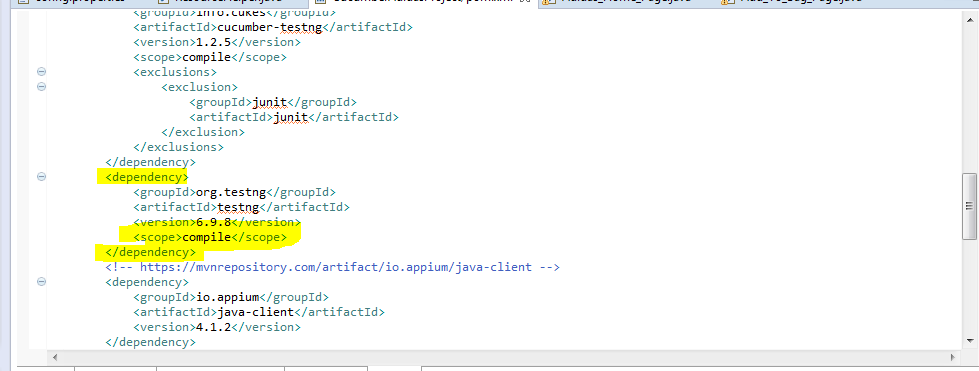 <groupId>info.cukes</groupId>
<artifactId>cucumber-testng</artifactId>
<version>1.2.5</version>
<scope>compile</scope>
<exclusions>
<exclusion>
<groupId>junit</groupId>
<artifactId>junit</artifactId>
</exclusion>
</exclusions>
</dependency>
<dependency>
<groupId>org.testng</groupId>
<artifactId>testng</artifactId>
<version>6.9.8</version>
<scope>compile</scope>
</dependency>
<!-- https://mvnrepository.com/artifact/io.appium/java-client -->
<dependency>
<groupId>io.appium</groupId>
<artifactId>java-client</artifactId>
<version>4.1.2</version>
</dependency>